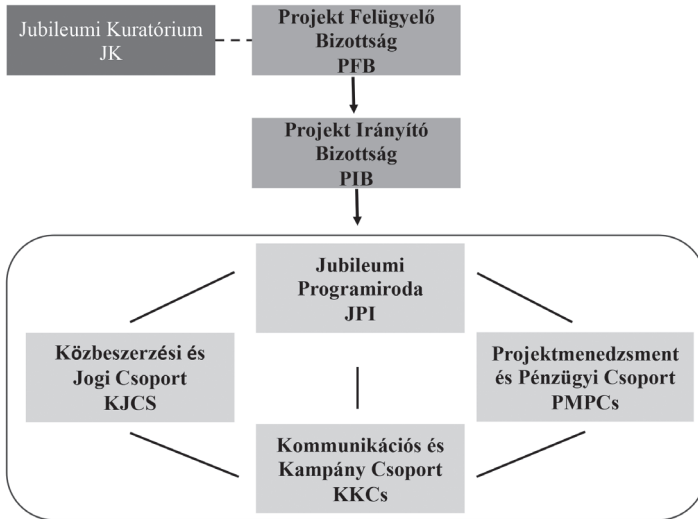 Jubileumi Kuratórium
JK
Projekt Felügyelő
Bizottság
PFB
Projekt Irányító
Bizottság
PIB
Jubileumi
Programiroda
JPI
Közbeszerzési és
Jogi Csoport
KJCS
Projektmenedzsment
és Pénzügyi Csoport
PMPCs
Kommunikációs és
Kampány Csoport
KKCs